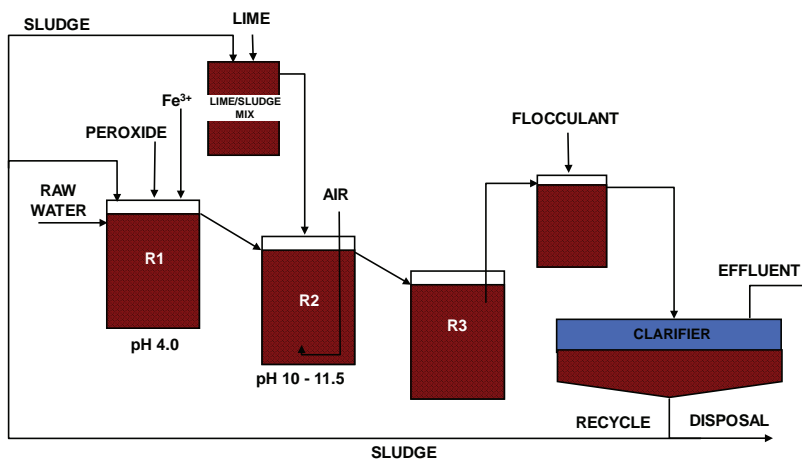 LIME
SLUDGE
LIME/SLUDGE
MIX
Fe³⁺
PEROXIDE
FLOCCULANT
RAW
WATER
AIR
R1
R2
R3
EFFLUENT
CLARIFIER
pH 4.0
pH 10 - 11.5
RECYCLE
DISPOSAL
SLUDGE